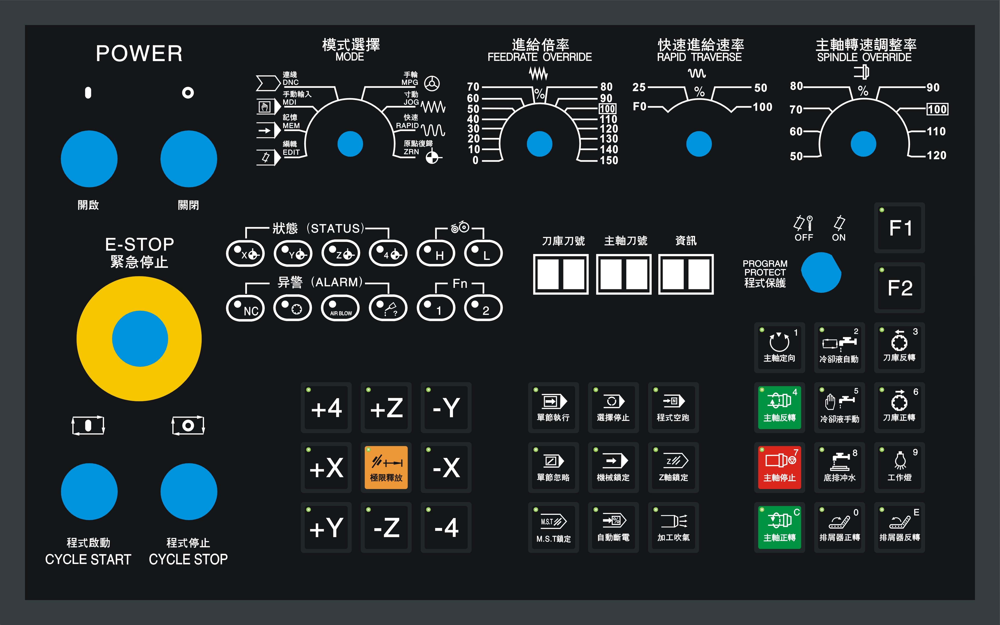 POWER
開啟
關閉
模式選擇
MODE
連綫
DNC
手動輸入
MDI
記憶
MEM
編輯
EDIT
手輪
MPG
寸動
JOG
快速
RAPID
原點復歸
ZRN
進給倍率
FEEDRATE OVERRIDE
%
70
60
50
40
30
20
10
0
80
90
100
110
120
130
140
150
快速進給速率
RAPID TRAVERSE
%
25
F0
50
100
主軸轉速調整率
SPINDLE OVERRIDE
%
80
70
60
50
90
100
110
120
E-STOP
緊急停止
狀態 (STATUS)
X
Y
Z
4
H
L
异警 (ALARM)
Fn
NC
AIR BLOW
?
1
2
刀庫刀號
主軸刀號
資訊
OFF
ON
PROGRAM
PROTECT
程式保護
F1
F2
程式啟動
CYCLE START
程式停止
CYCLE STOP
+4
+Z
-Y
+X
極限釋放
-X
+Y
-Z
-4
單節執行
選擇停止
N
程式空跑
單節忽略
機械鎖定
Z
Z軸鎖定
M.S.T
M.S.T鎖定
%
自動斷電
加工吹氣
1
主軸定向
2
冷卻液自動
3
刀庫反轉
4
主軸反轉
5
冷卻液手動
6
刀庫正轉
7
主軸停止
8
底排冲水
9
工作燈
C
主軸正轉
0
排屑器正轉
E
排屑器反轉